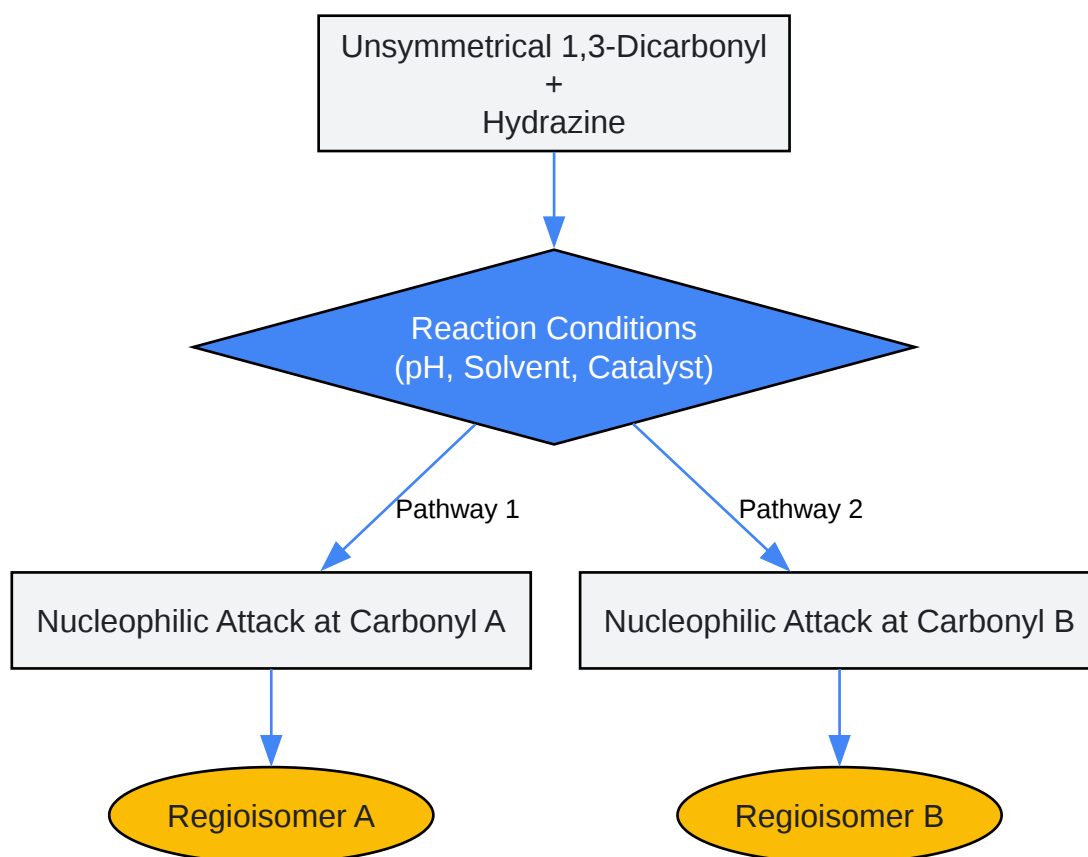 Unsymmetrical 1,3-Dicarbonyl
+
Hydrazine
Reaction Conditions
(pH, Solvent, Catalyst)
Pathway 1
Pathway 2
Nucleophilic Attack at Carbonyl A
Nucleophilic Attack at Carbonyl B
Regioisomer A
Regioisomer B